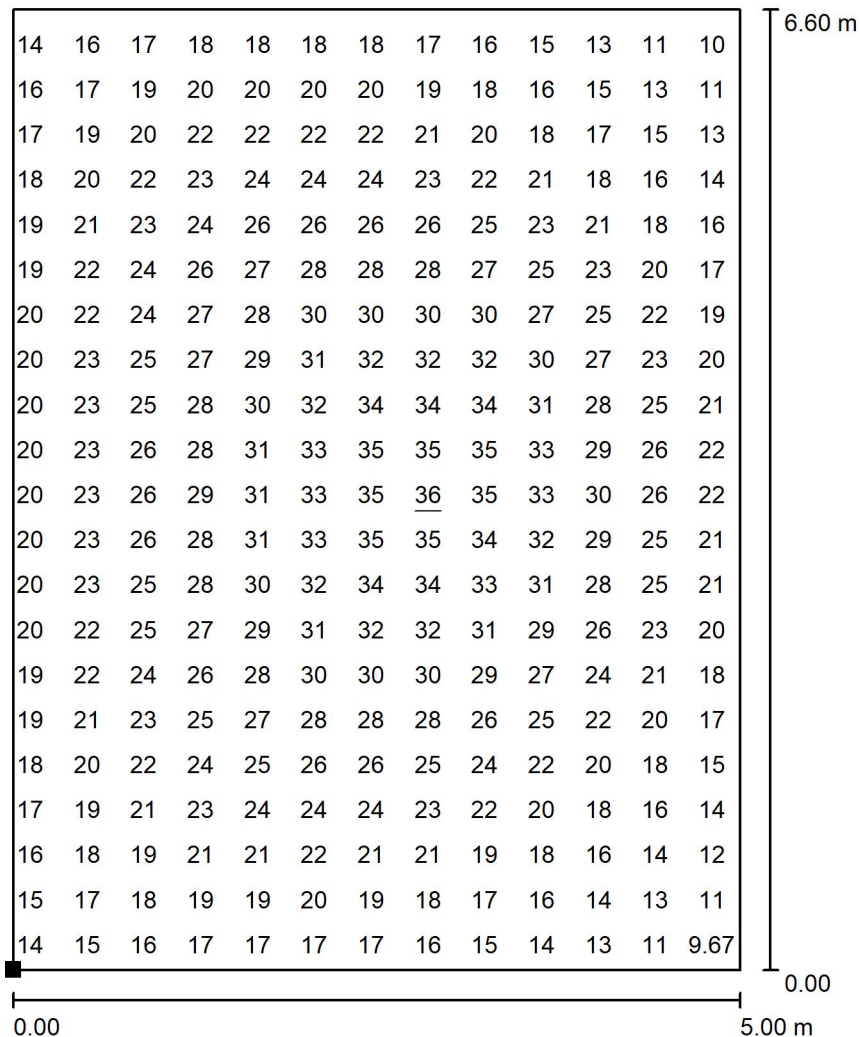 6.60 m
14 16 17 18 18 18 18 17 16 15 13 11 10
16 17 19 20 20 20 20 19 18 16 15 13 11
17 19 20 22 22 22 22 21 20 18 17 15 13
18 20 22 23 24 24 24 23 22 21 18 16 14
19 21 23 24 26 26 26 26 25 23 21 18 16
19 22 24 26 27 28 28 28 27 25 23 20 17
20 22 24 27 28 30 30 30 30 27 25 22 19
20 23 25 27 29 31 32 32 32 30 27 23 20
20 23 25 28 30 32 34 34 34 31 28 25 21
20 23 26 28 31 33 35 35 35 33 29 26 22
20 23 26 29 31 33 35 36 35 33 30 26 22
20 23 26 28 31 33 35 35 34 32 29 25 21
20 23 25 28 30 32 34 34 33 31 28 25 21
20 22 25 27 29 31 32 32 31 29 26 23 20
19 22 24 26 28 30 30 30 29 27 24 21 18
19 21 23 25 27 28 28 28 26 25 22 20 17
18 20 22 24 25 26 26 25 24 22 20 18 15
17 19 21 23 24 24 24 23 22 20 18 16 14
16 18 19 21 21 22 21 21 19 18 16 14 12
15 17 18 19 19 20 19 18 17 16 14 13 11
14 15 16 17 17 17 17 16 15 14 13 11 9.67
0.00
0.00 5.00 m